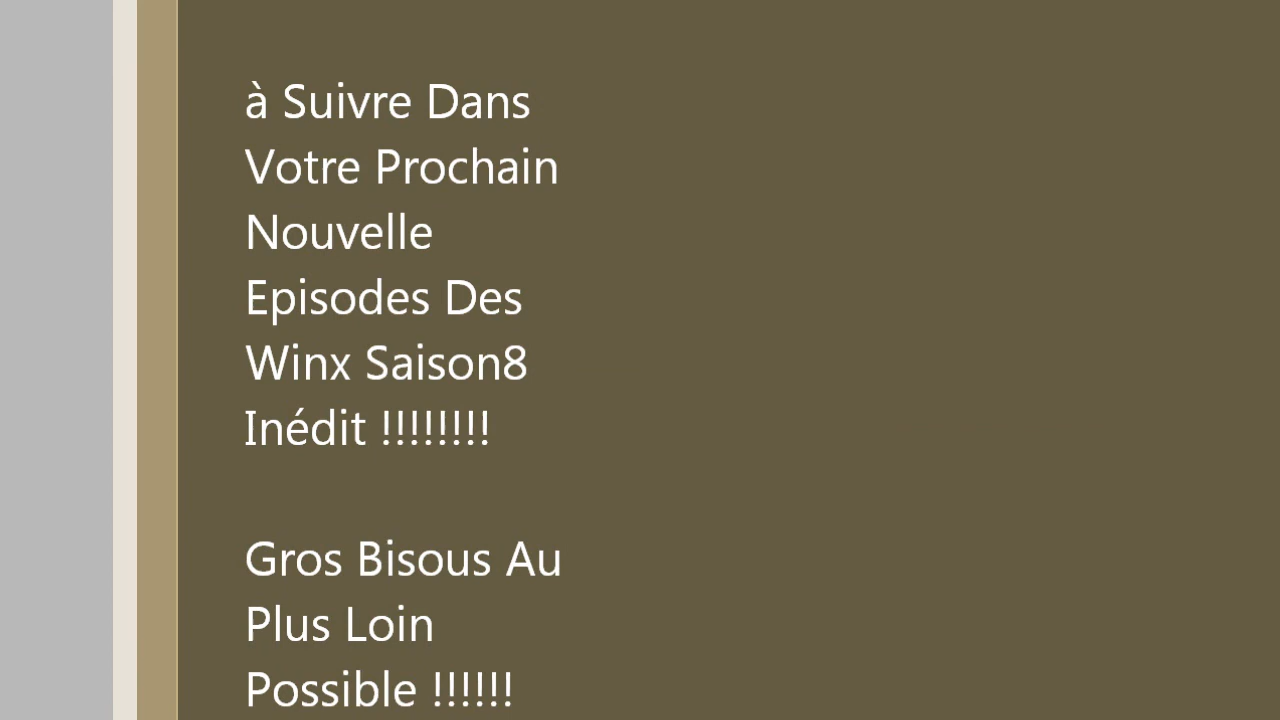 à Suivre Dans
Votre Prochain
Nouvelle
Episodes Des
Winx Saison8
Inédit !!!!!!!!
Gros Bisous Au
Plus Loin
Possible !!!!!!